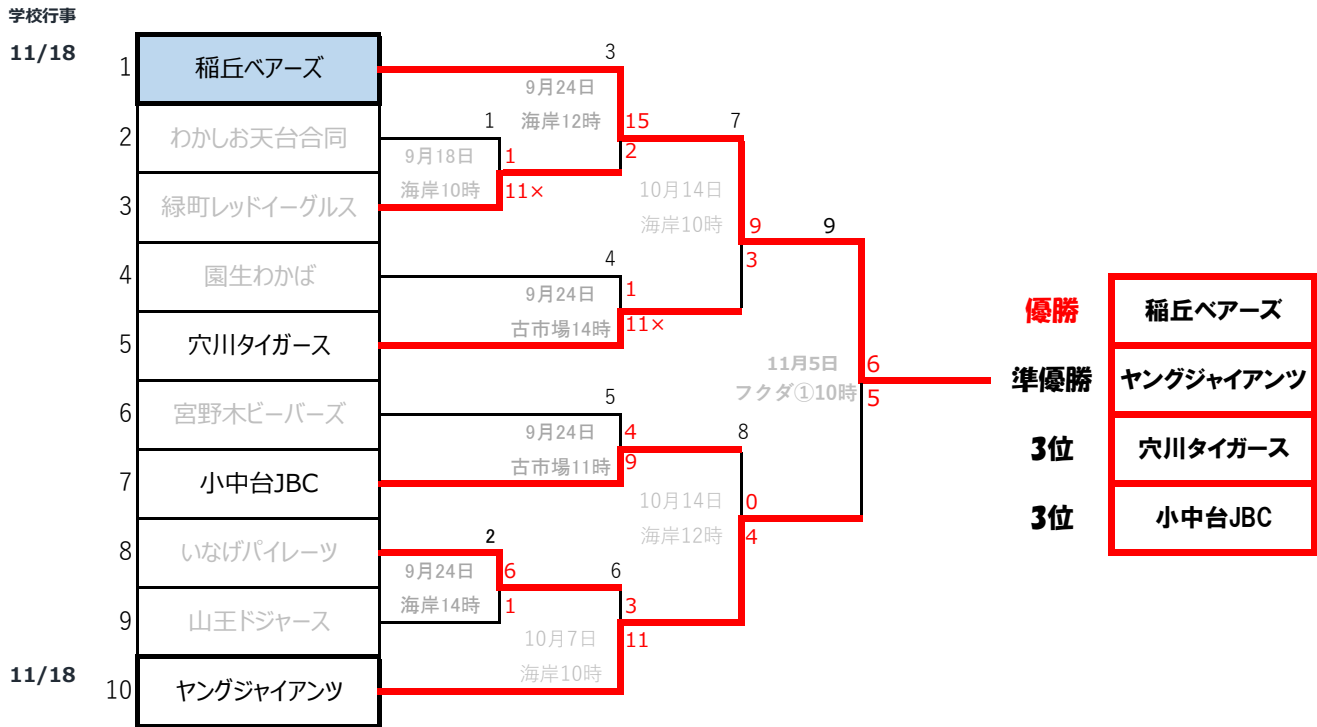 学校行事
11/18
1
稲丘ベアーズ
2
わかしお天台合同
3
緑町レッドイーグルス
4
園生わかば
5
穴川タイガース
6
宮野木ビーバーズ
7
小中台JBC
8
いなげパイレーツ
9
山王ドジャース
11/18
10
ヤングジャイアンツ
1
9月18日
海岸10時
1
11×
2
9月24日
海岸14時
6
1
3
9月24日
海岸12時
15
2
4
9月24日
古市場14時
1
11×
5
9月24日
古市場11時
4
9
6
10月7日
海岸10時
3
11
7
10月14日
海岸10時
9
3
8
10月14日
海岸12時
0
4
9
11月5日
フクダ①10時
6
5
優勝
稲丘ベアーズ
準優勝
ヤングジャイアンツ
3位
穴川タイガース
3位
小中台JBC